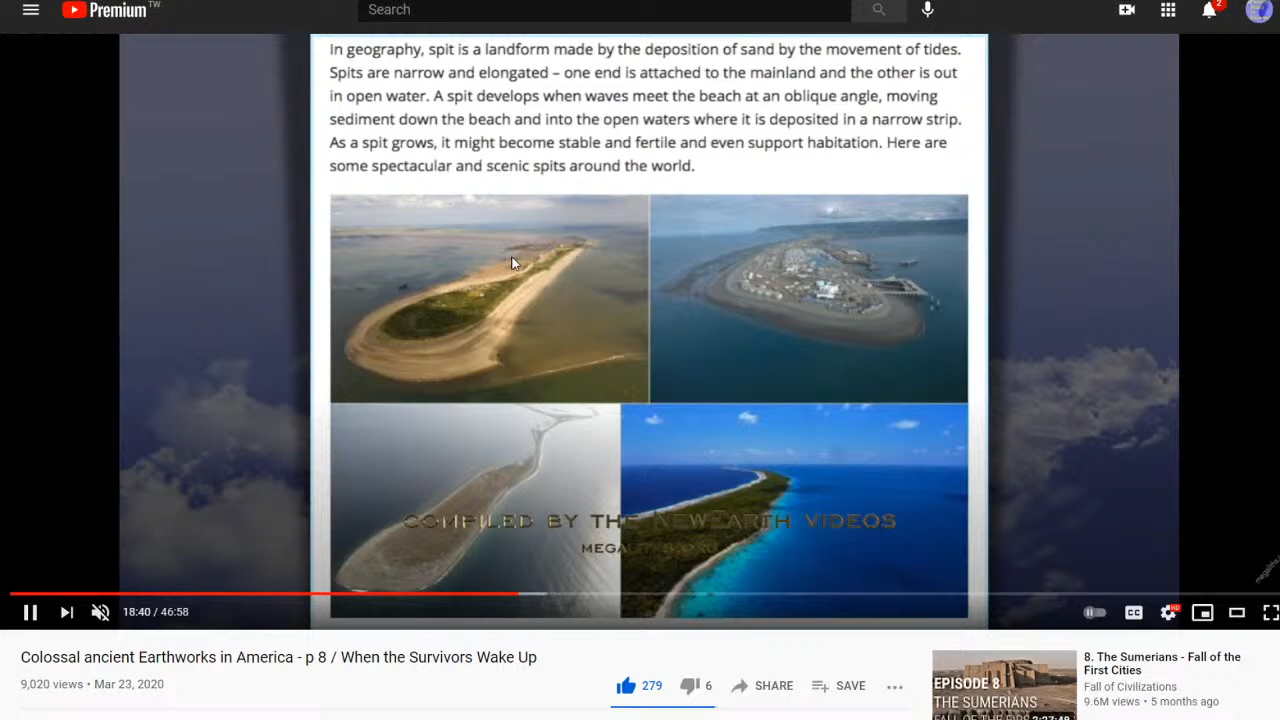 Premium TW
Search
2
In geography, spit is a landform made by the deposition of sand by the movement of tides.
Spits are narrow and elongated – one end is attached to the mainland and the other is out
in open water. A spit develops when waves meet the beach at an oblique angle, moving
sediment down the beach and into the open waters where it is deposited in a narrow strip.
As a spit grows, it might become stable and fertile and even support habitation. Here are
some spectacular and scenic spits around the world.
COMPILED BY THE NEWEARTH VIDEOS
18:40 / 46:58
CC
HD
Colossal ancient Earthworks in America - p 8 / When the Survivors Wake Up
9,020 views • Mar 23, 2020
279
6
SHARE
SAVE
EPISODE 8
THE SUMERIANS
2:27:48
8. The Sumerians - Fall of the
First Cities
Fall of Civilizations
9.6M views • 5 months ago